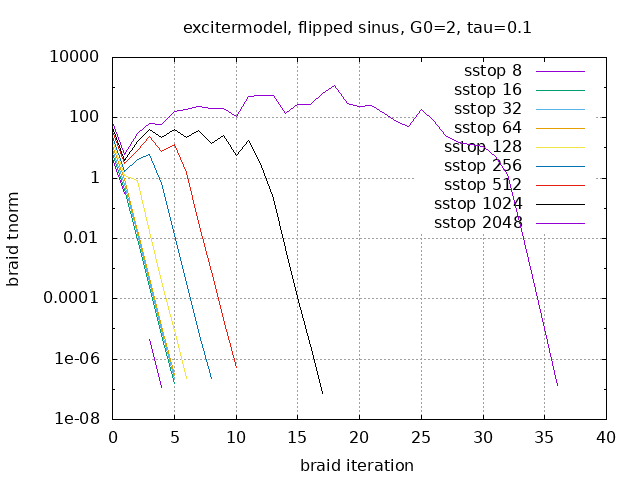 excitermodel, flipped sinus, G0=2, tau=0.1
10000
100
1
0.01
0.0001
1e-06
1e-08
braid tnorm
sstop 8
sstop 16
sstop 32
sstop 64
sstop 128
sstop 256
sstop 512
sstop 1024
sstop 2048
0 5 10 15 20 25 30 35 40
braid iteration